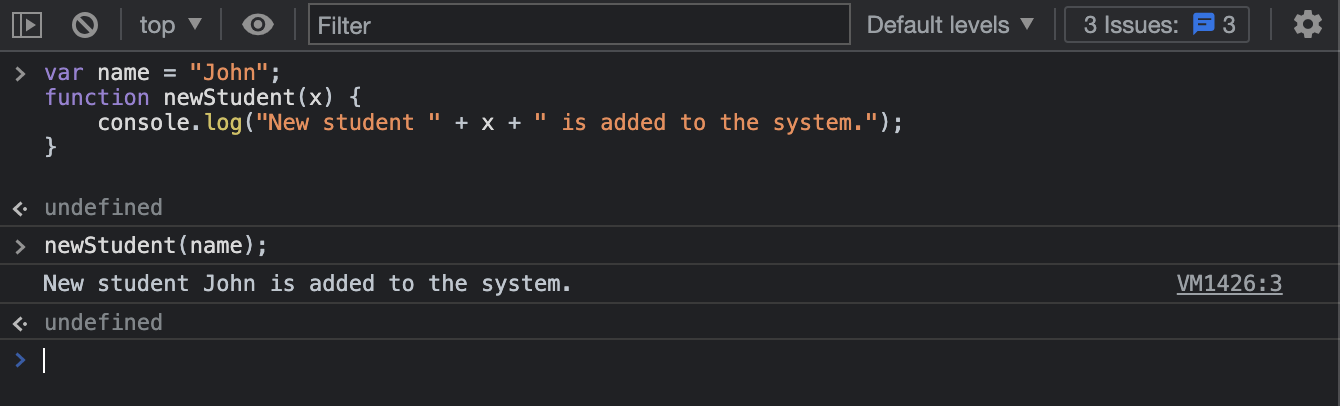 top ▼ Filter Default levels ▼ 3 Issues: 3
> var name = "John";
function newStudent(x) {
    console.log("New student " + x + " is added to the system.");
}
undefined
> newStudent(name);
New student John is added to the system. VM1426:3
undefined
>